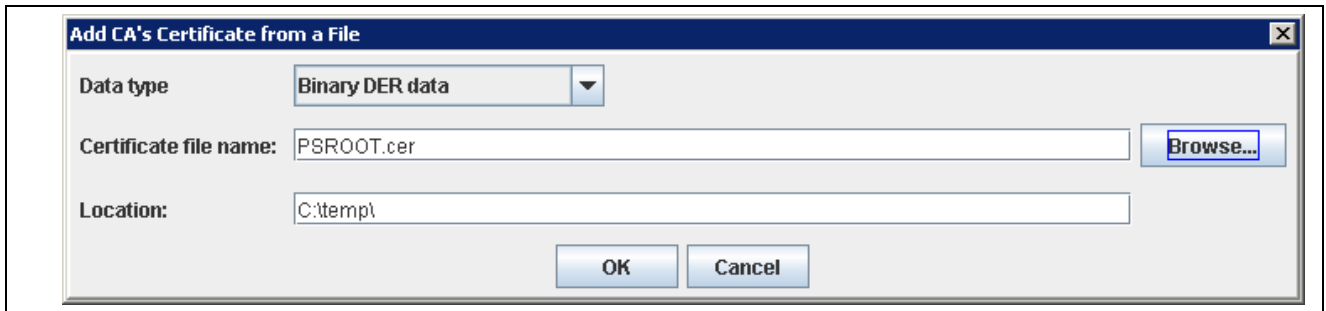 Add CA's Certificate from a File
Data type Binary DER data
Certificate file name: PSROOT.cer Browse...
Location: C:\temp\
OK Cancel